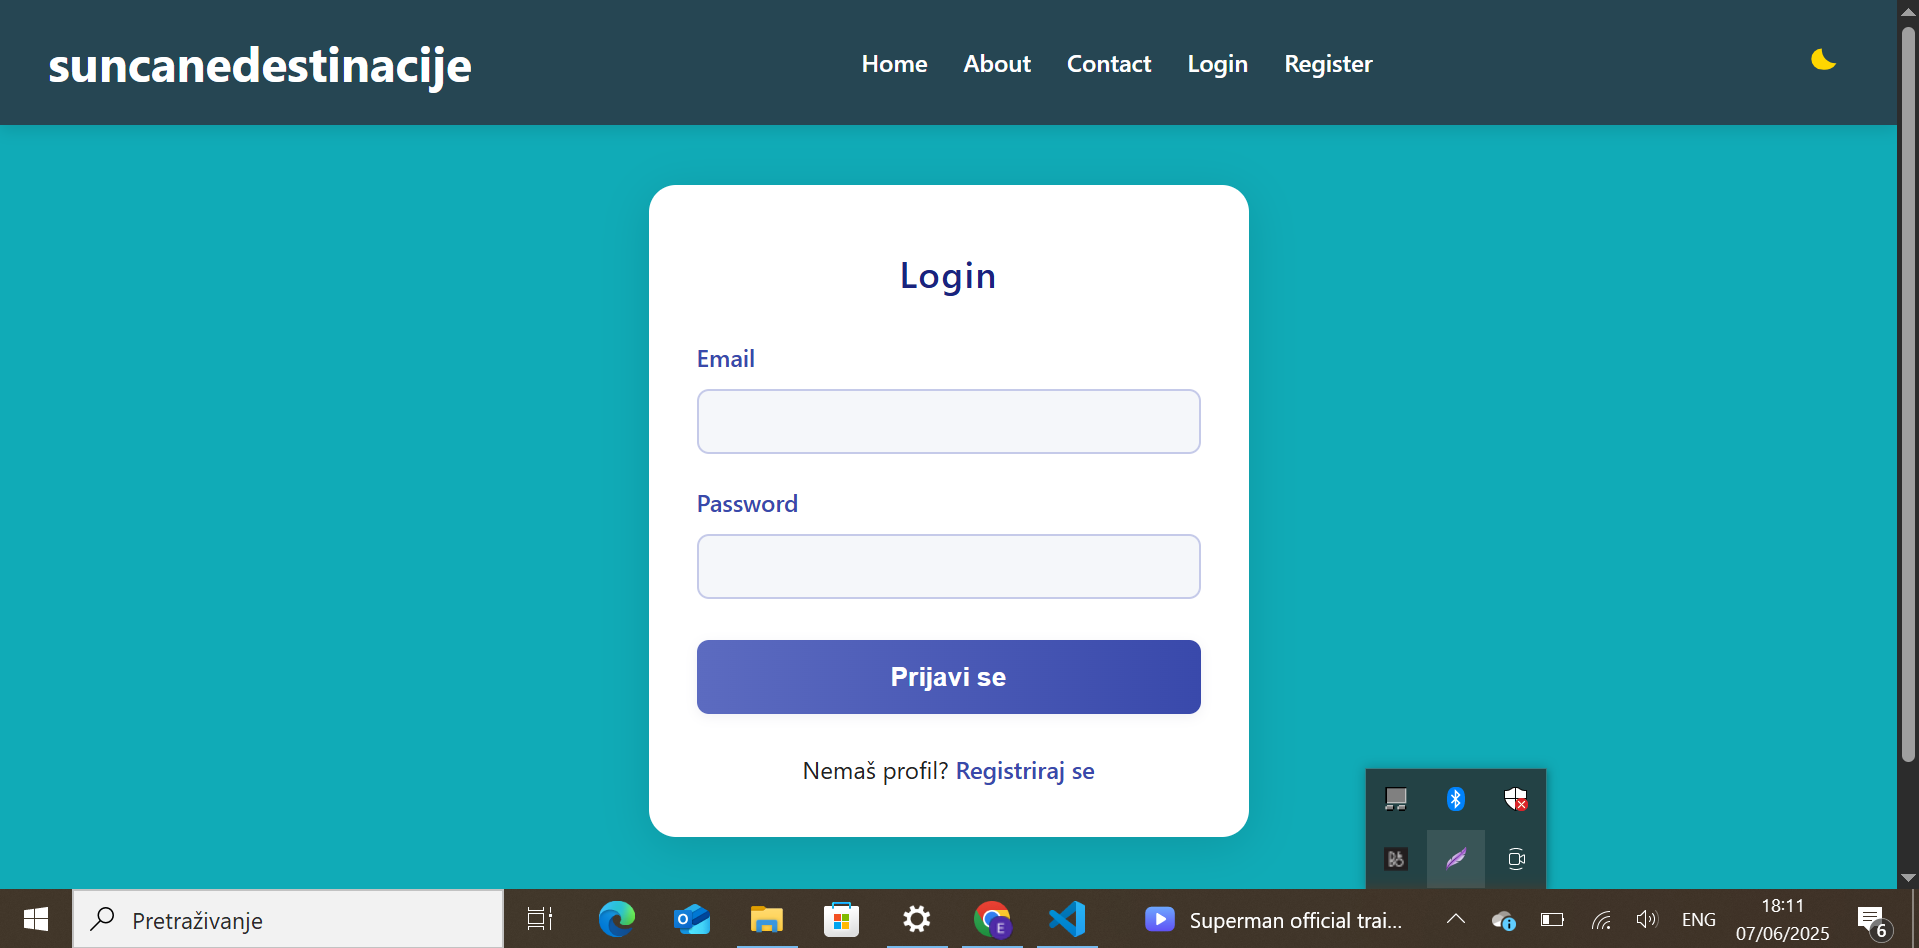 suncanedestinacije
Home About Contact Login Register
Login
Email
Password
Prijavi se
Nemaš profil? Registriraj se
Pretraživanje
Superman official trai...
ENG
18:11
07/06/2025
6
E